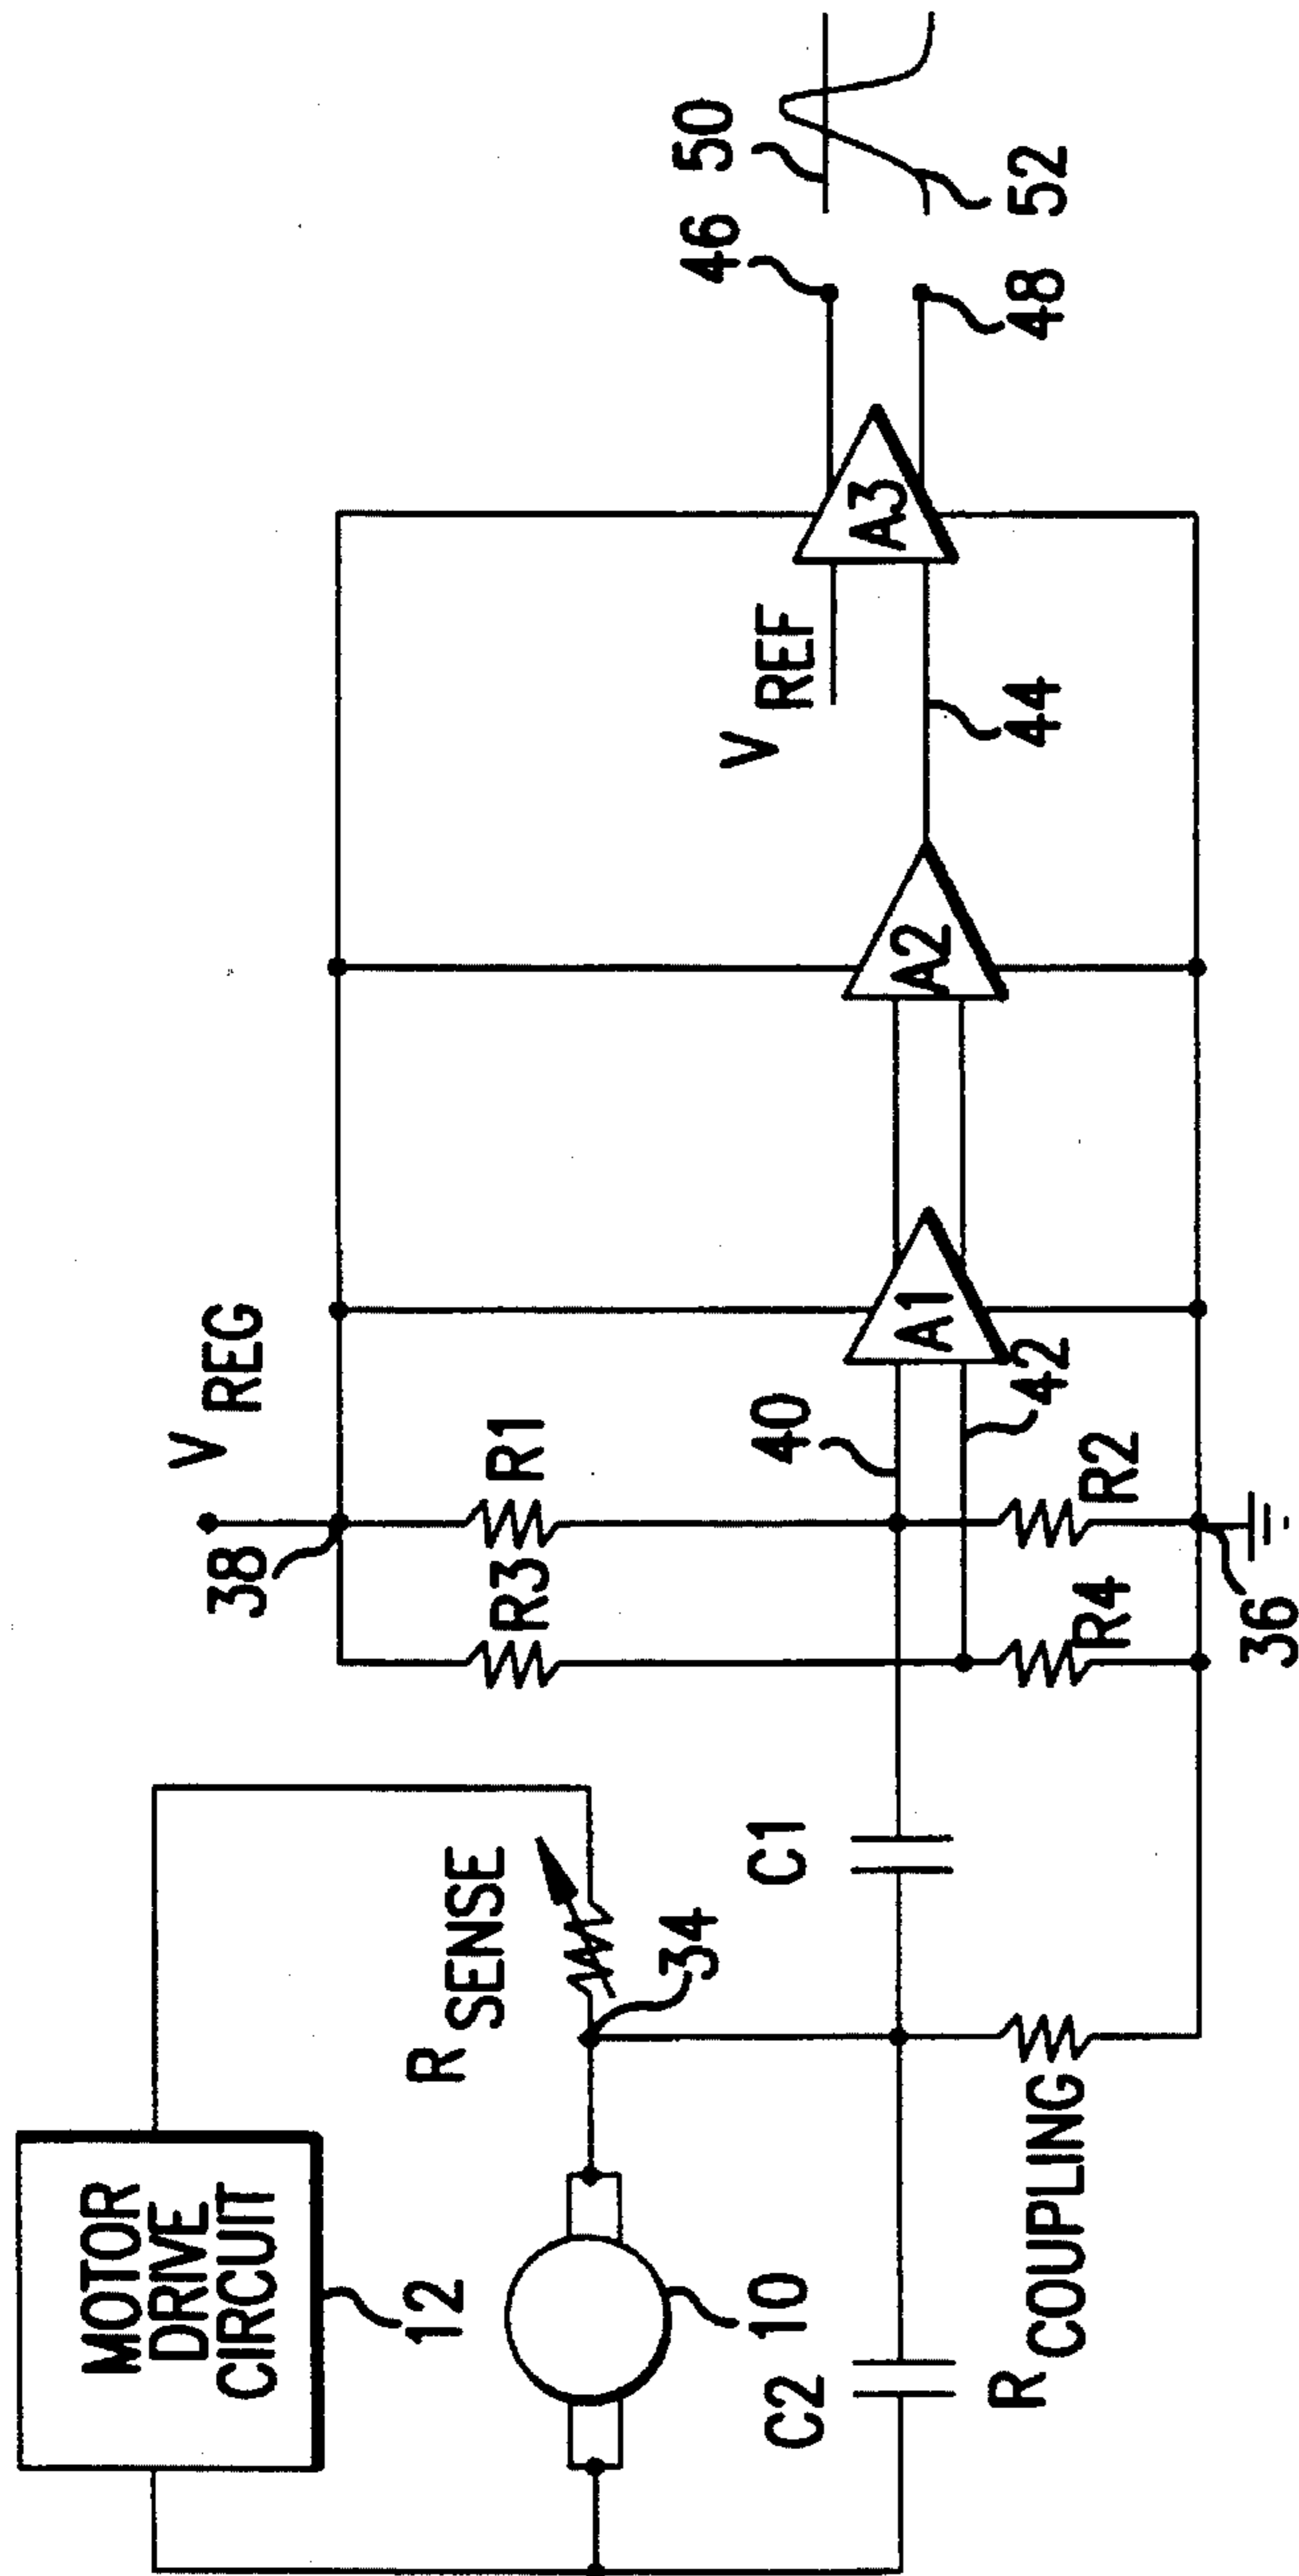 MOTOR
DRIVE
CIRCUIT
12
R SENSE
34
10
C2
C1
R COUPLING
V REG
38
R1
R3
40
42
R2
R4
36
A1
A2
44
V REF
A3
46
48
50
52